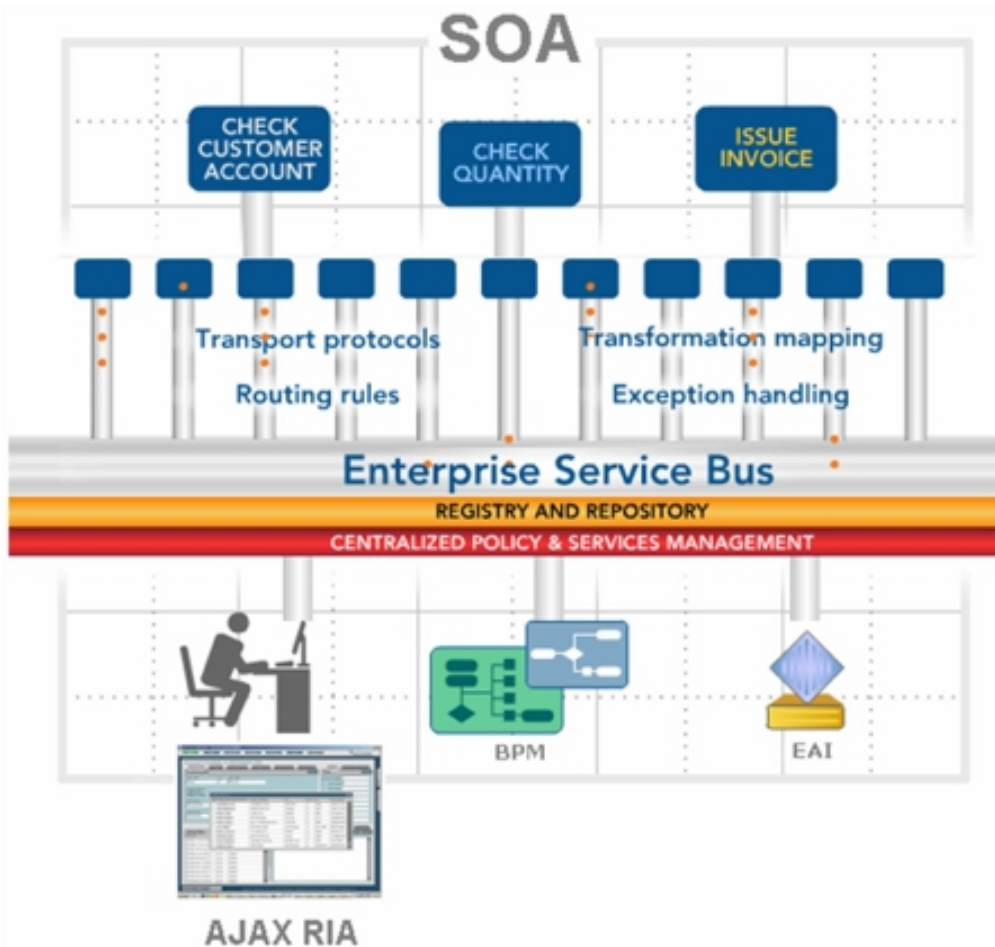 SOA
CHECK
CUSTOMER
ACCOUNT
CHECK
QUANTITY
ISSUE
INVOICE
Transport protocols
Transformation mapping
Routing rules
Exception handling
Enterprise Service Bus
REGISTRY AND REPOSITORY
CENTRALIZED POLICY & SERVICES MANAGEMENT
BPM
EAI
AJAX RIA